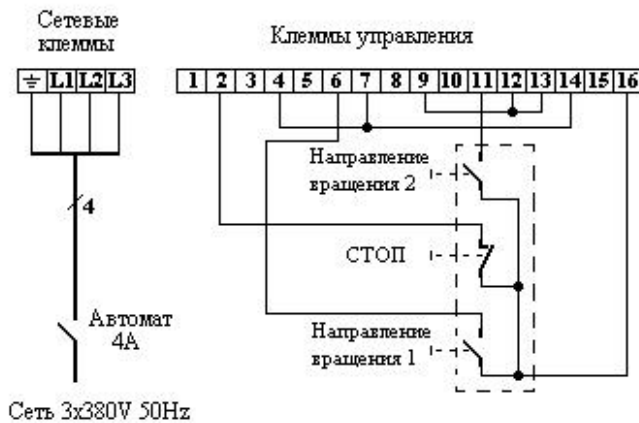 Сетевые
клеммы
Клеммы управления
L1 L2 L3
1 2 3 4 5 6 7 8 9 10 11 12 13 14 15 16
Направление
вращения 2
4
СТОП
Автомат
4А
Направление
вращения 1
Сеть 3x380V 50Hz